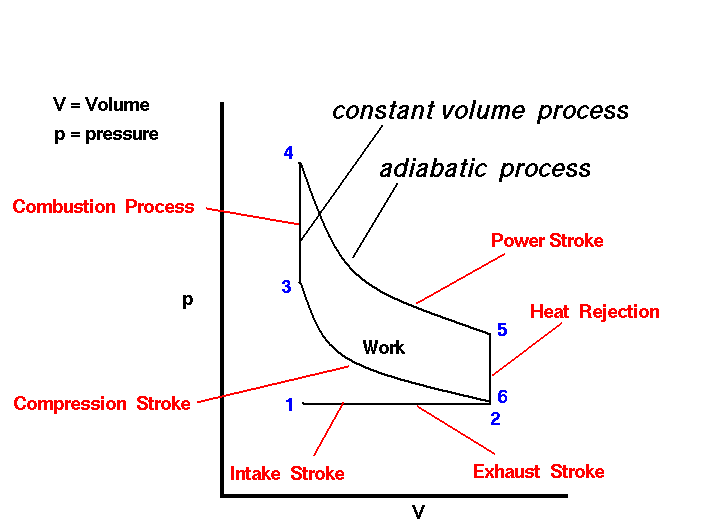 V = Volume
p = pressure
constant volume process
4
adiabatic process
Combustion Process
Power Stroke
3
p
Heat Rejection
5
Work
6
Compression Stroke
1
2
Intake Stroke
Exhaust Stroke
V